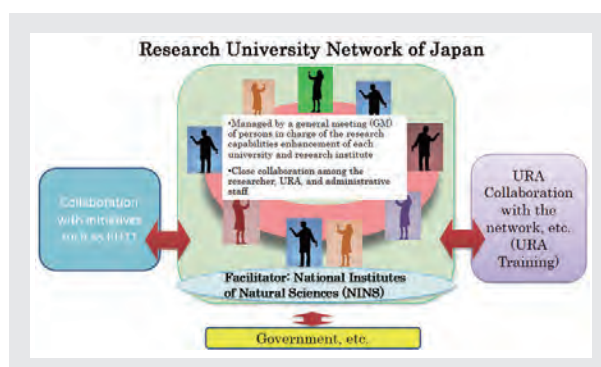 Research University Network of Japan
•Managed by a general meeting (GM)
of persons in charge of the research
capabilities enhancement of each
university and research institute
•Close collaboration among the
researcher, URA, and administrative
staff
Collaboration
with initiatives
such as
URA
Collaboration
with the
network, etc.
(URA
Training)
Facilitator: National Institutes
of Natural Sciences (NINS)
Government, etc.